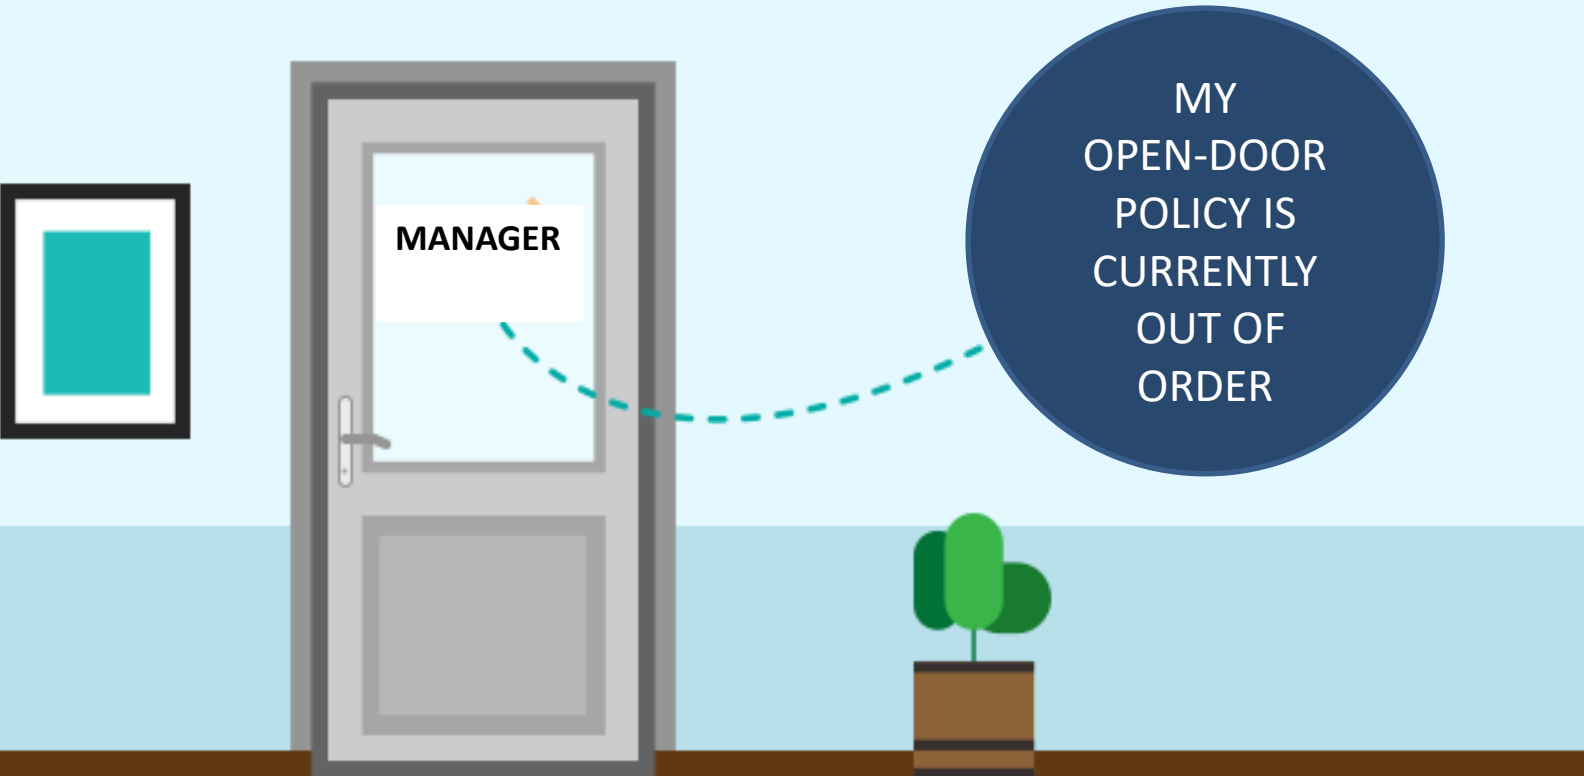 MANAGER
MY
OPEN-DOOR
POLICY IS
CURRENTLY
OUT OF
ORDER